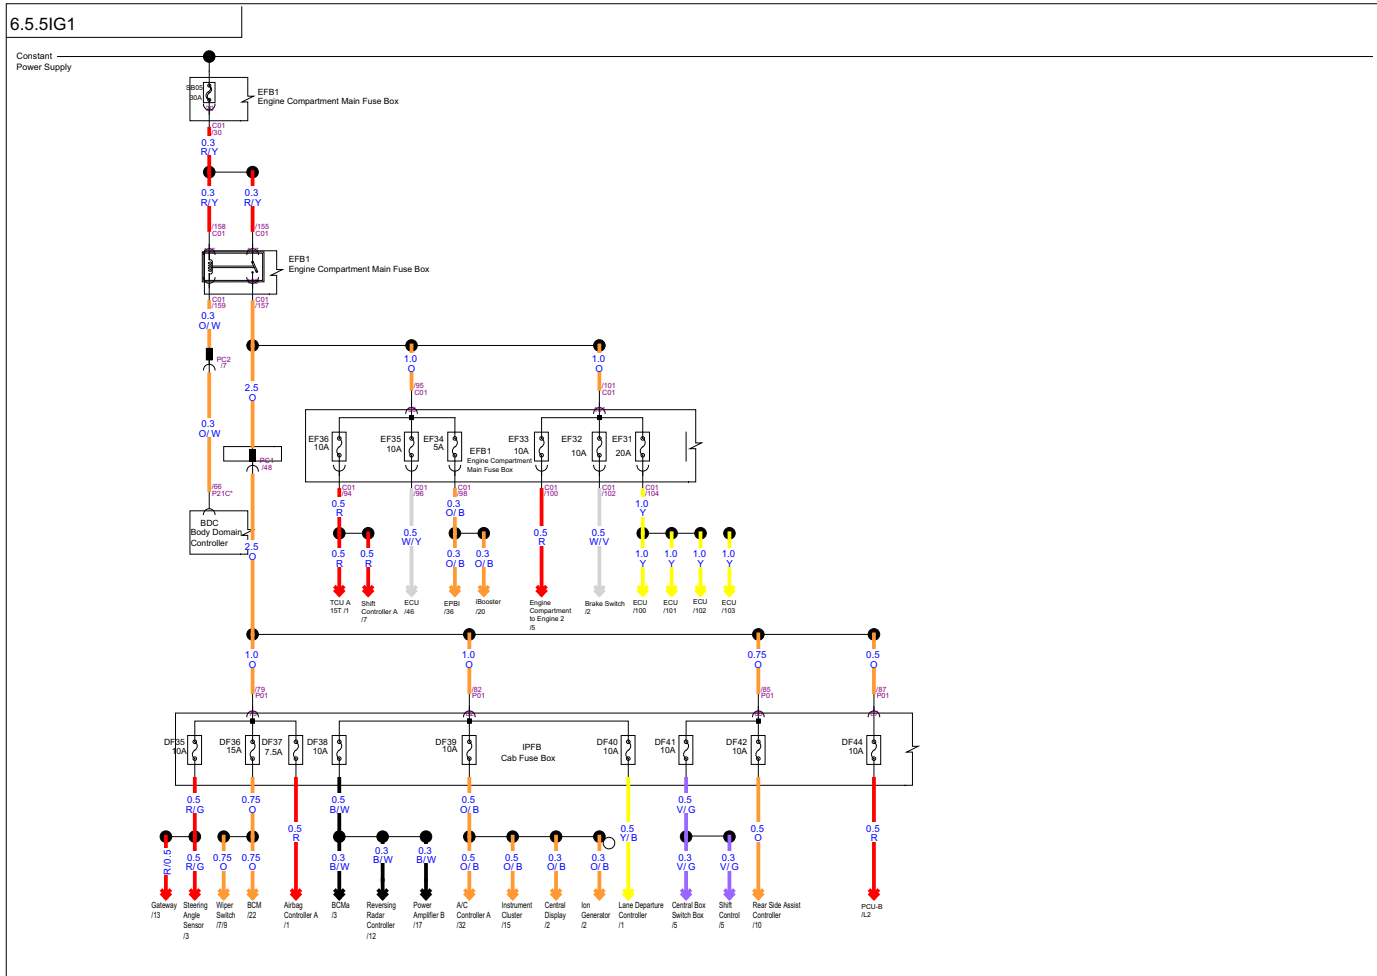 6.5.5IG1
Constant
Power Supply
SB05
30A
EFB1
Engine Compartment Main Fuse Box
C01
/30
0.3
R/Y
0.3
R/Y
0.3
R/Y
/158
C01
/155
C01
EFB1
Engine Compartment Main Fuse Box
C01
/159
C01
/157
0.3
O/W
PC2
/7
2.5
O
0.3
O/W
PC1
/48
/66
P21C*
BDC
Body Domain
Controller
2.5
O
1.0
O
1.0
O
/95
C01
/101
C01
EF36
10A
EF35
10A
EF34
5A
EFB1
Engine Compartment
Main Fuse Box
EF33
10A
EF32
10A
EF31
20A
C01
/94
C01
/96
C01
/98
C01
/100
C01
/102
C01
/104
0.5
R
0.3
O/B
1.0
Y
0.5
W/Y
0.5
R
0.5
W/V
0.5
R
0.5
R
0.3
O/B
0.3
O/B
1.0
Y
1.0
Y
1.0
Y
1.0
Y
TCU A
15T /1
Shift
Controller A
/7
ECU
/46
EPBI
/36
iBooster
/20
Engine
Compartment
to Engine 2
/5
Brake Switch
/2
ECU
/100
ECU
/101
ECU
/102
ECU
/103
1.0
O
1.0
O
0.75
O
0.5
O
/79
P01
/82
P01
/85
P01
/87
P01
DF35
10A
DF36
15A
DF37
7.5A
DF38
10A
DF39
10A
IPFB
Cab Fuse Box
DF40
10A
DF41
10A
DF42
10A
DF44
10A
0.5
R/G
0.75
O
0.5
B/W
0.5
O/B
0.5
V/G
0.5
R
0.5
Y/B
0.5
O
0.5
R
R/0.5
0.5
R/G
0.75
O
0.75
O
0.3
B/W
0.3
B/W
0.3
B/W
0.5
O/B
0.5
O/B
0.3
O/B
0.3
O/B
0.3
V/G
0.3
V/G
Gateway
/13
Steering
Angle
Sensor
/3
Wiper
Switch
/7/9
BCM
/22
Airbag
Controller A
/1
BCMa
/3
Reversing
Radar
Controller
/12
Power
Amplifier B
/17
A/C
Controller A
/32
Instrument
Cluster
/15
Central
Display
/2
Ion
Generator
/2
Lane Departure
Controller
/1
Central Box
Switch Box
/5
Shift
Control
/5
Rear Side Assist
Controller
/10
PCU-B
/L2